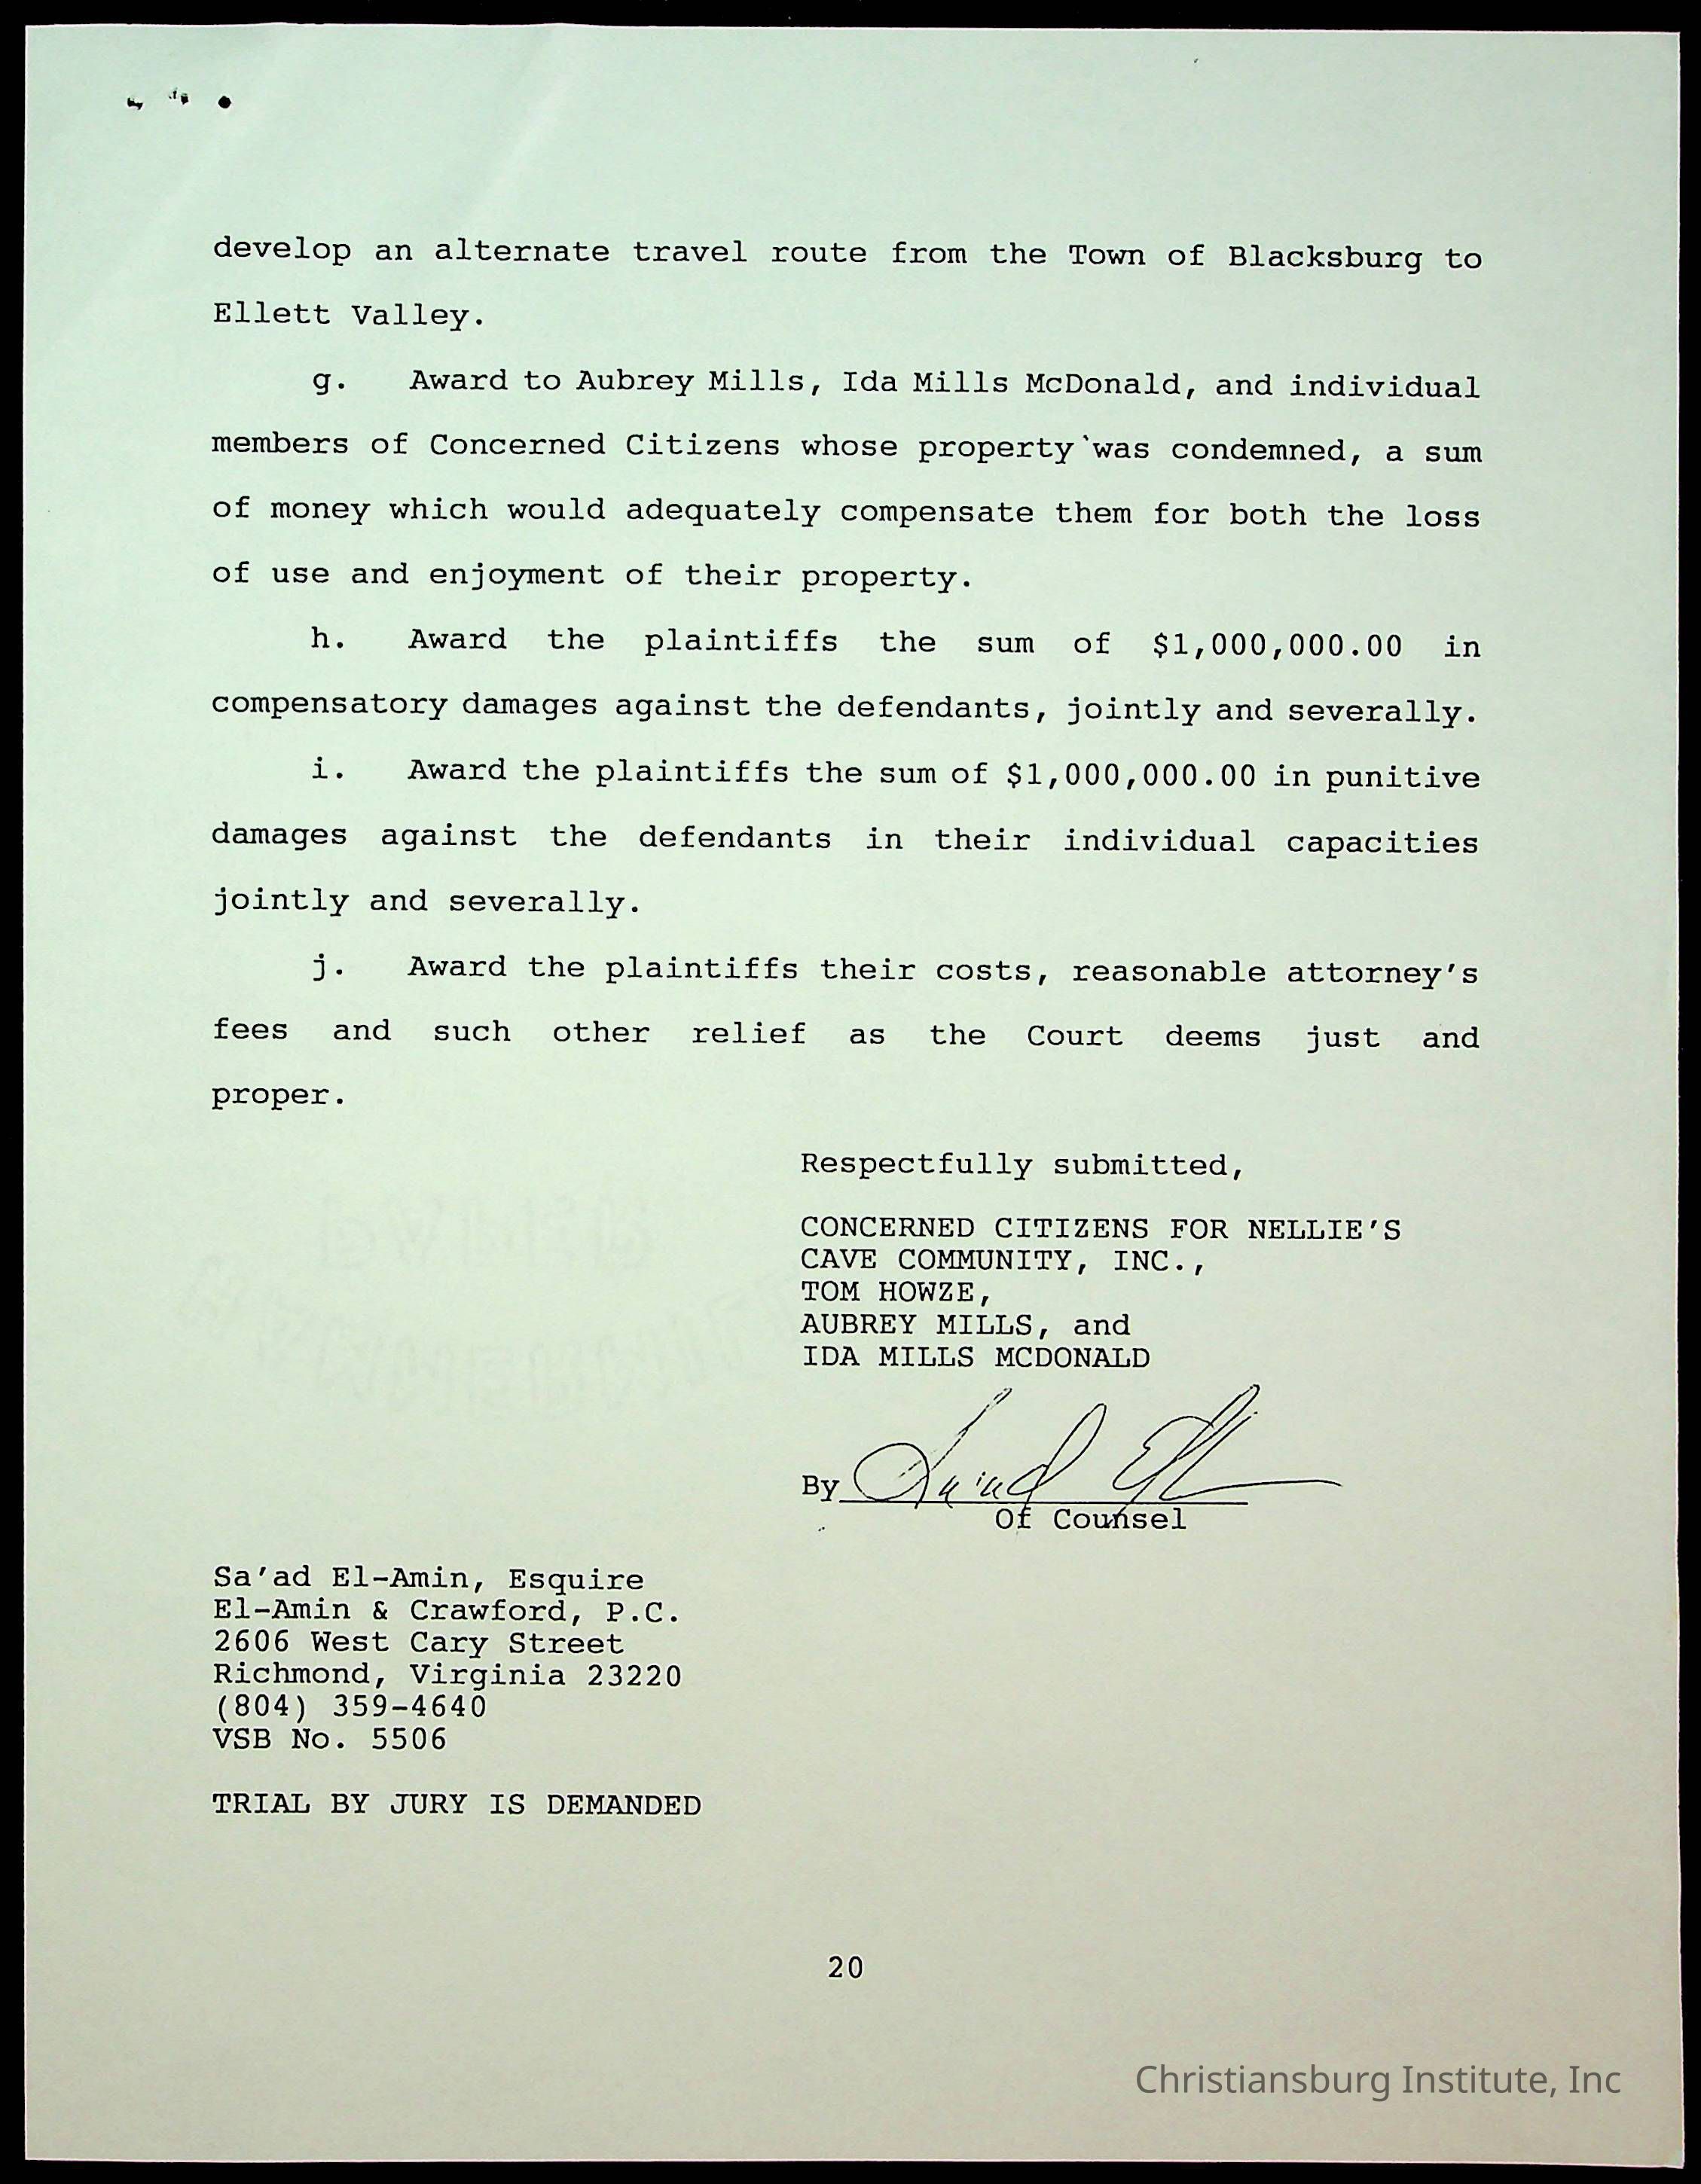 develop an alternate travel route from the Town of Blacksburg to
Ellett Valley.
g. Award to Aubrey Mills, Ida Mills McDonald, and individual
members of Concerned Citizens whose property was condemned, a sum
of money which would adequately compensate them for both the loss
of use and enjoyment of their property.
h. Award the plaintiffs the sum of $1,000,000.00 in
compensatory damages against the defendants, jointly and severally.
i. Award the plaintiffs the sum of $1,000,000.00 in punitive
damages against the defendants in their individual capacities
jointly and severally.
j. Award the plaintiffs their costs, reasonable attorney's
fees and such other relief as the Court deems just and
proper.
Respectfully submitted,
CONCERNED CITIZENS FOR NELLIE'S
CAVE COMMUNITY, INC.,
TOM HOWZE,
AUBREY MILLS, and
IDA MILLS MCDONALD
By
Of Counsel
Sa'ad El-Amin, Esquire
El-Amin & Crawford, P.C.
2606 West Cary Street
Richmond, Virginia 23220
(804) 359-4640
VSB No. 5506
TRIAL BY JURY IS DEMANDED
20
Christiansburg Institute, Inc